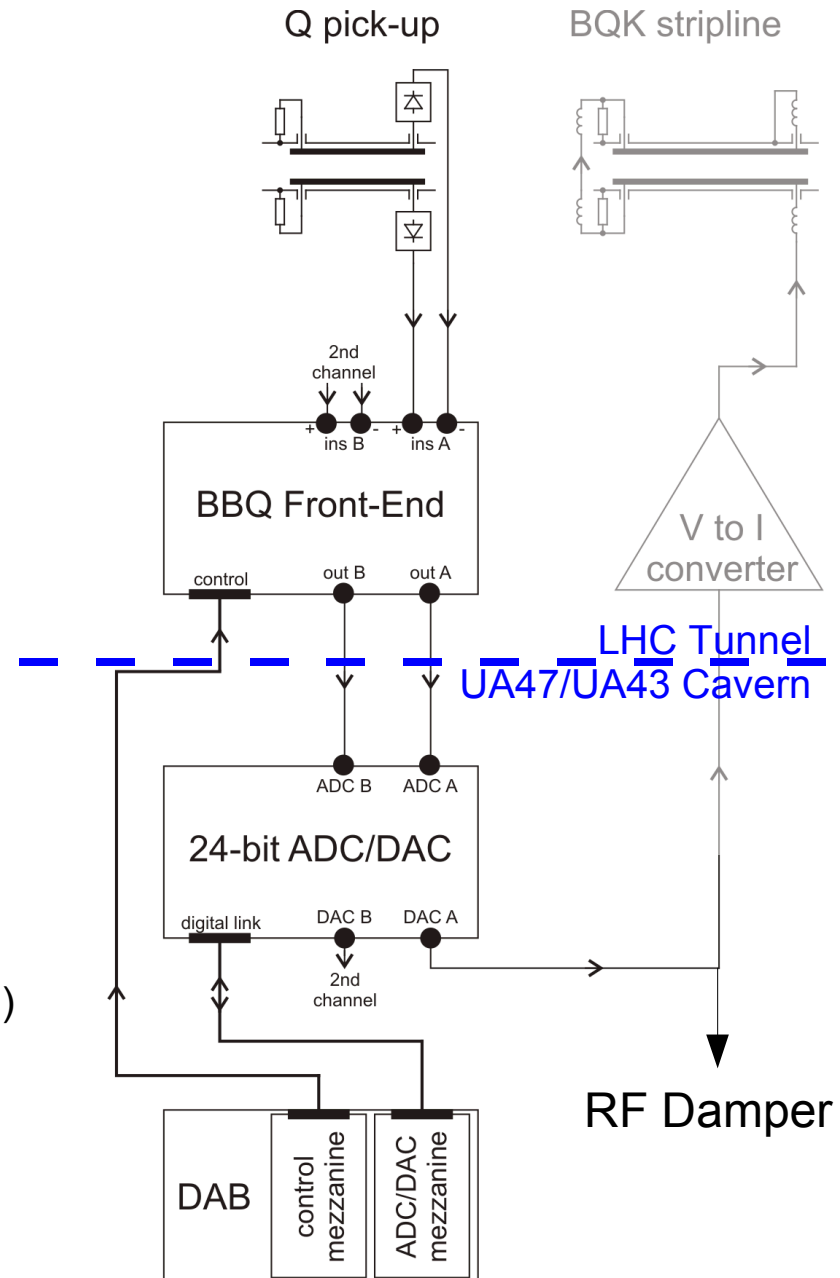 Q pick-up
BQK stripline
2nd
channel
+ - + -
ins B
ins A
BBQ Front-End
V to I
converter
control
out B
out A
LHC Tunnel
UA47/UA43 Cavern
ADC B
ADC A
24-bit ADC/DAC
digital link
DAC B
DAC A
2nd
channel
)
RF Damper
DAB
control
mezzanine
ADC/DAC
mezzanine